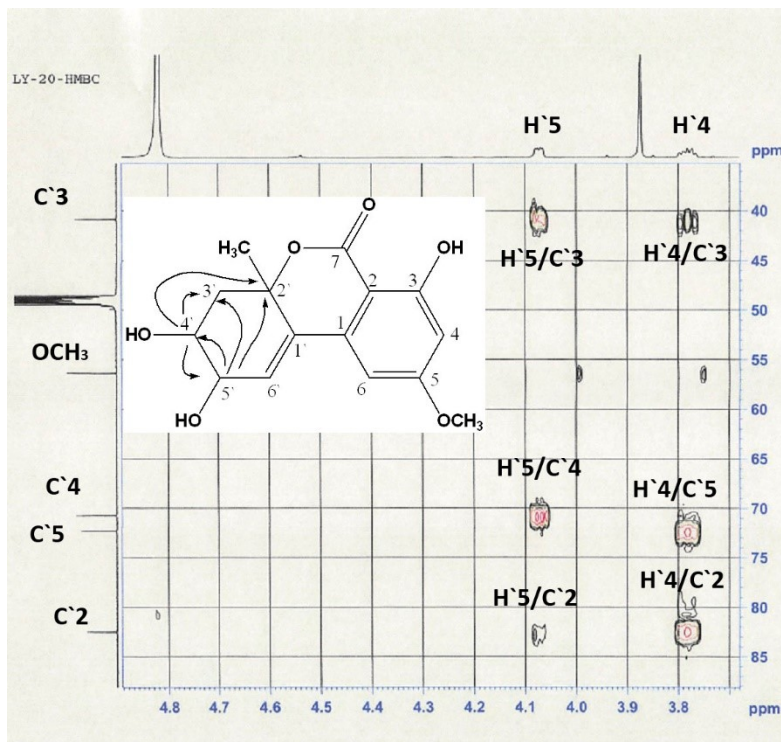 LY-20-HMBC
H`5 H`4
ppm
C`3
40
H`5/C`3 H`4/C`3
45
50
OCH3
55
60
65
C`4
H`5/C`4
H`4/C`5
70
C`5
75
H`5/C`2
H`4/C`2
80
C`2
85
4.8 4.7 4.6 4.5 4.4 4.3 4.2 4.1 4.0 3.9 3.8 ppm
O
H3C O 7 OH
3` 2` 2 3
4`
HO 1` 1 4
5` 6` 6 5
HO OCH3